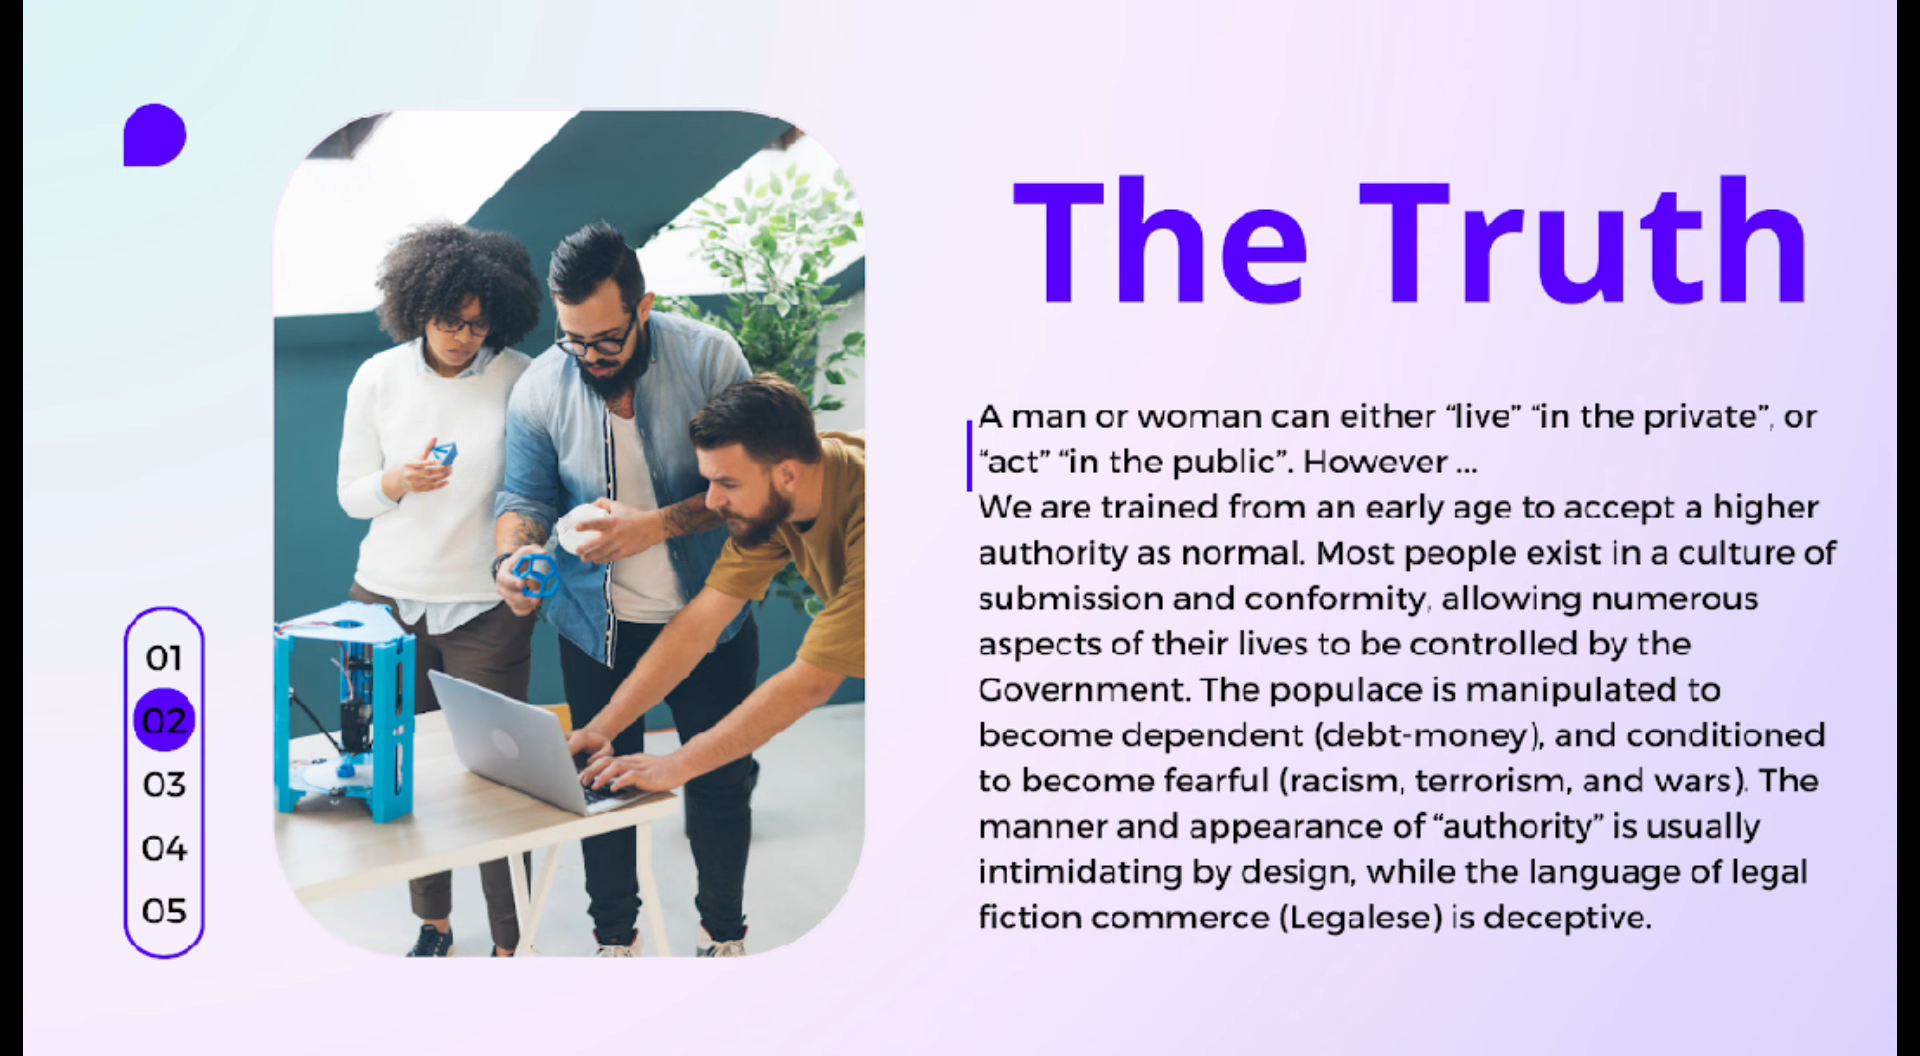 The Truth
A man or woman can either “live” “in the private”, or
“act” “in the public”. However ...
We are trained from an early age to accept a higher
authority as normal. Most people exist in a culture of
submission and conformity, allowing numerous
aspects of their lives to be controlled by the
Government. The populace is manipulated to
become dependent (debt-money), and conditioned
to become fearful (racism, terrorism, and wars). The
manner and appearance of “authority” is usually
intimidating by design, while the language of legal
fiction commerce (Legalese) is deceptive.
01
02
03
04
05